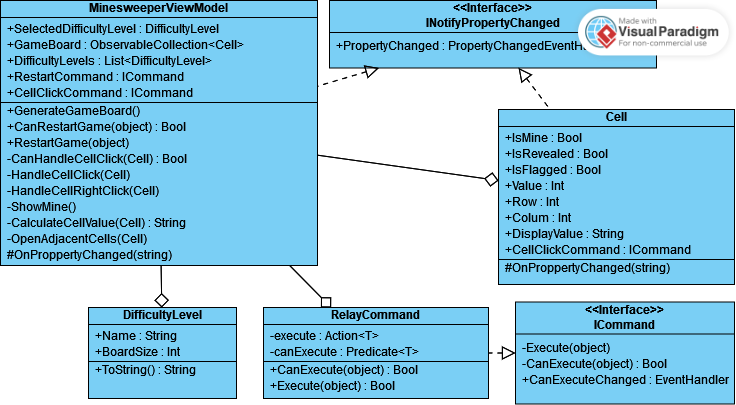 MinesweeperViewModel
+SelectedDifficultyLevel : DifficultyLevel
+GameBoard : ObservableCollection<Cell>
+DifficultyLevels : List<DifficultyLevel>
+RestartCommand : ICommand
+CellClickCommand : ICommand
+GenerateGameBoard()
+CanRestartGame(object) : Bool
+RestartGame(object)
-CanHandleCellClick(Cell) : Bool
-HandleCellClick(Cell)
-HandleCellRightClick(Cell)
-ShowMine()
-CalculateCellValue(Cell) : String
-OpenAdjacentCells(Cell)
#OnProppertyChanged(string)
<<Interface>>
INotifyPropertyChanged
+PropertyChanged : PropertyChangedEventH
Made with
Visual Paradigm
For non-commercial use
Cell
+IsMine : Bool
+IsRevealed : Bool
+IsFlagged : Bool
+Value : Int
+Row : Int
+Colum : Int
+DisplayValue : String
+CellClickCommand : ICommand
#OnProppertyChanged(string)
DifficultyLevel
+Name : String
+BoardSize : Int
+ToString() : String
RelayCommand
-execute : Action<T>
-canExecute : Predicate<T>
+CanExecute(object) : Bool
+Execute(object) : Bool
<<Interface>>
ICommand
-Execute(object)
-CanExecute(object) : Bool
+CanExecuteChanged : EventHandler